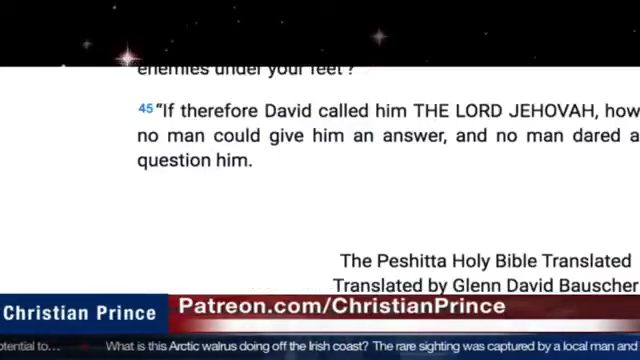 enemies under your feet'?
45 “If therefore David called him THE LORD JEHOVAH, how
no man could give him an answer, and no man dared a
question him.
The Peshitta Holy Bible Translated
Translated by Glenn David Bauscher
Christian Prince
Patreon.com/ChristianPrince
otential to... What is this Arctic walrus doing off the Irish coast? The rare sighting was captured by a local man and